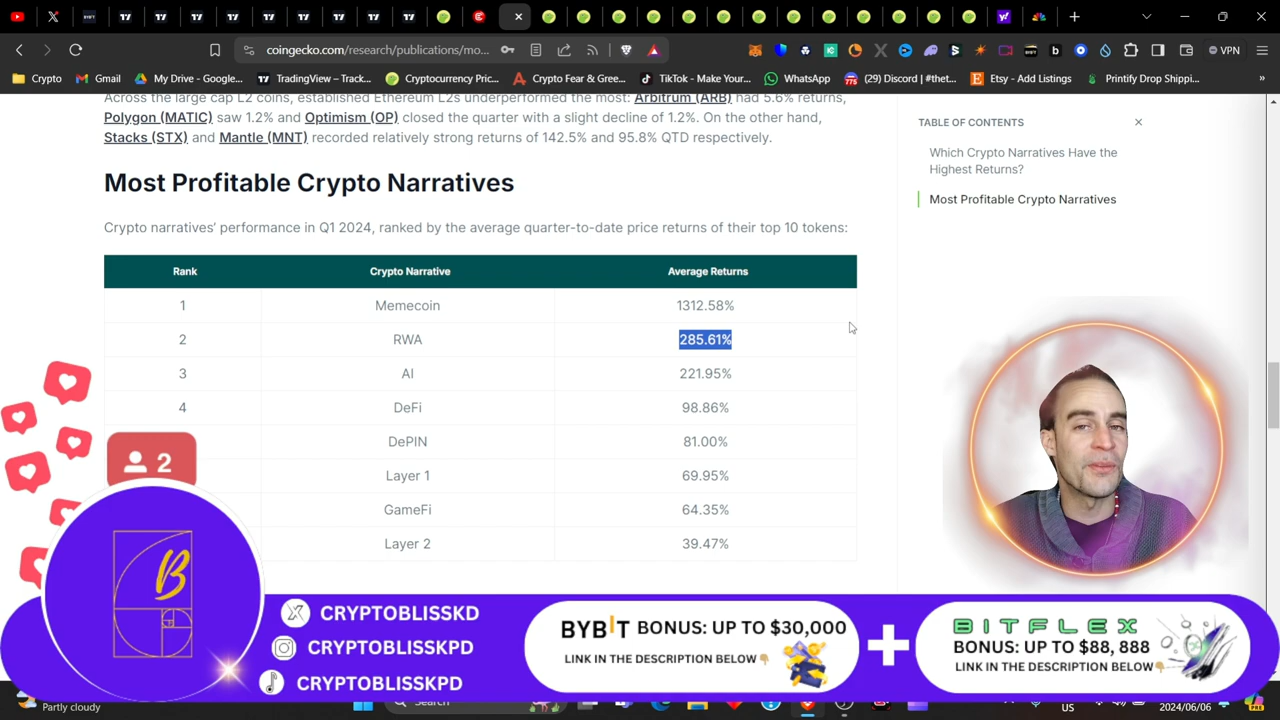 coingecko.com/research/publications/mo...
VPN
Crypto
Gmail
My Drive - Google...
TradingView – Track...
Cryptocurrency Pric...
Crypto Fear & Gree...
TikTok - Make Your...
WhatsApp
(29) Discord | #thet...
Etsy - Add Listings
Printify Drop Shippi...
»
Across the large cap L2 coins, established Ethereum L2s underperformed the most: Arbitrum (ARB) had 5.6% returns,
Polygon (MATIC) saw 1.2% and Optimism (OP) closed the quarter with a slight decline of 1.2%. On the other hand,
Stacks (STX) and Mantle (MNT) recorded relatively strong returns of 142.5% and 95.8% QTD respectively.
TABLE OF CONTENTS
Which Crypto Narratives Have the
Highest Returns?
Most Profitable Crypto Narratives
Most Profitable Crypto Narratives
Crypto narratives' performance in Q1 2024, ranked by the average quarter-to-date price returns of their top 10 tokens:
Rank Crypto Narrative Average Returns
1 Memecoin 1312.58%
2 RWA 285.61%
3 AI 221.95%
4 DeFi 98.86%
DePIN 81.00%
Layer 1 69.95%
GameFi 64.35%
Layer 2 39.47%
2
B
CRYPTOBLISSKD
CRYPTOBLISSKPD
CRYPTOBLISSKPD
BYBIT BONUS: UP TO $30,000
LINK IN THE DESCRIPTION BELOW
BITFLEX
BONUS: UP TO $88, 888
LINK IN THE DESCRIPTION BELOW
Partly cloudy
Search
US
2024/06/06